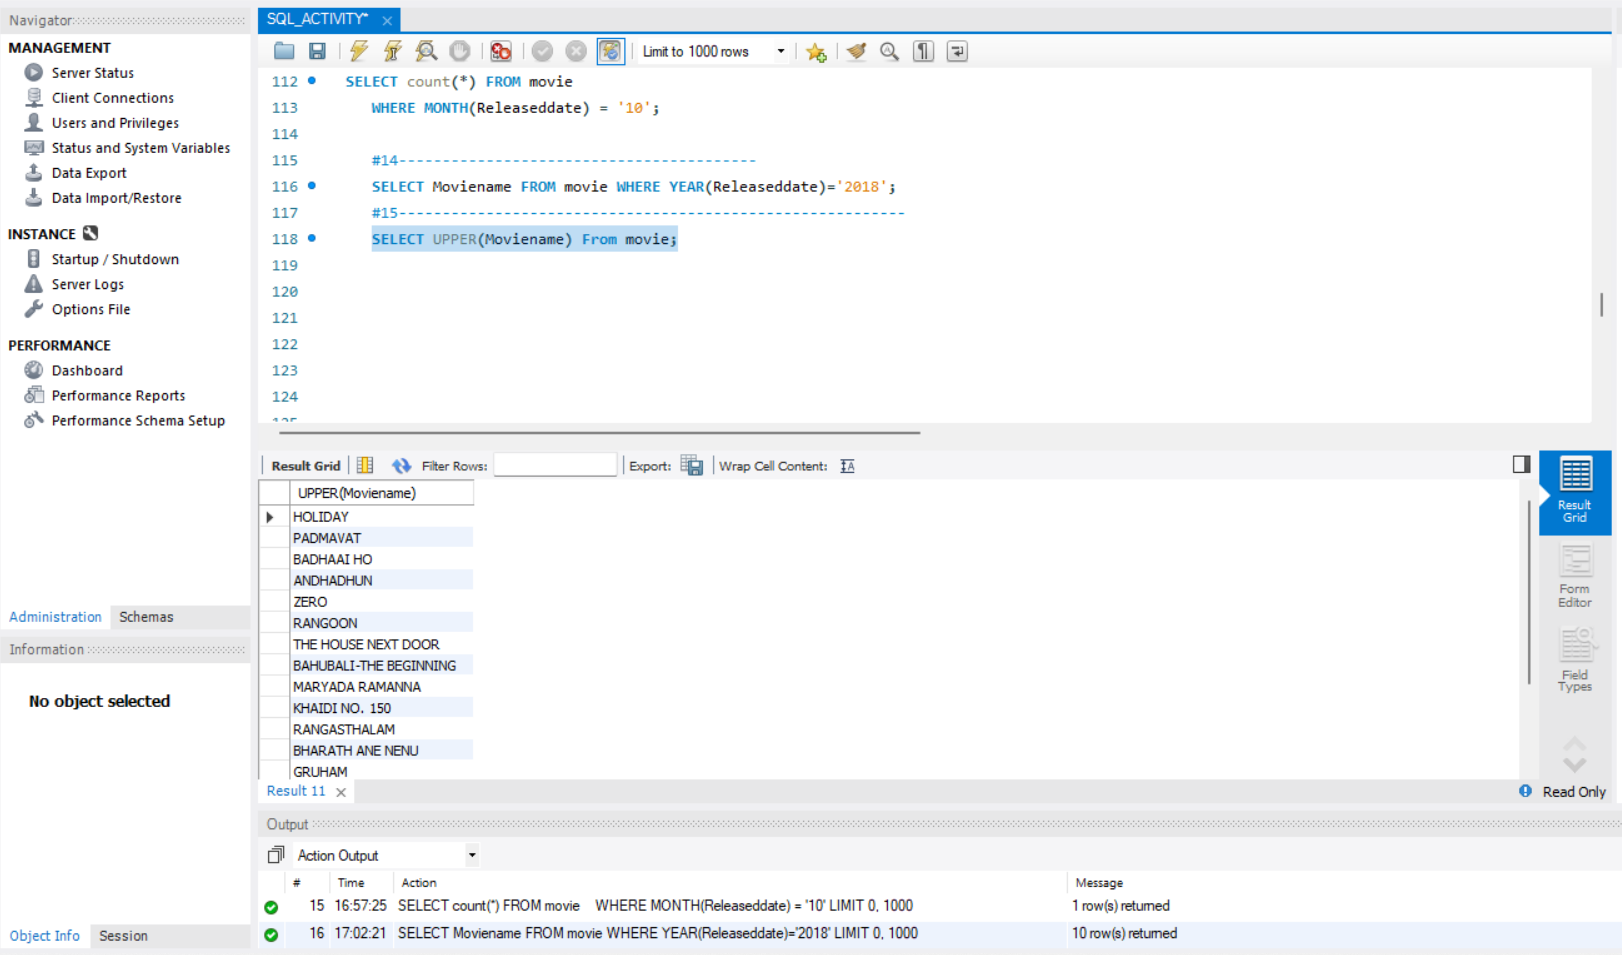 Navigator
MANAGEMENT
Server Status
Client Connections
Users and Privileges
Status and System Variables
Data Export
Data Import/Restore
INSTANCE
Startup / Shutdown
Server Logs
Options File
PERFORMANCE
Dashboard
Performance Reports
Performance Schema Setup
Administration Schemas
Information
No object selected
Object Info Session
SQL_ACTIVITY*
Limit to 1000 rows
112 SELECT count(*) FROM movie
113 WHERE MONTH(Releaseddate) = '10';
114
115 #14-----------------------------------------
116 SELECT Moviename FROM movie WHERE YEAR(Releaseddate)='2018';
117 #15----------------------------------------------------------
118 SELECT UPPER(Moviename) From movie;
119
120
121
122
123
124
Result Grid Filter Rows: Export: Wrap Cell Content:
UPPER(Moviename)
HOLIDAY
PADMAVAT
BADHAAI HO
ANDHADHUN
ZERO
RANGOON
THE HOUSE NEXT DOOR
BAHUBALI-THE BEGINNING
MARYADA RAMANNA
KHAIDI NO. 150
RANGASTHALAM
BHARATH ANE NENU
GRUHAM
Result
Grid
Form
Editor
Field
Types
Result 11
Read Only
Output
Action Output
# Time Action Message
15 16:57:25 SELECT count(*) FROM movie WHERE MONTH(Releaseddate) = '10' LIMIT 0, 1000 1 row(s) returned
16 17:02:21 SELECT Moviename FROM movie WHERE YEAR(Releaseddate)='2018' LIMIT 0, 1000 10 row(s) returned